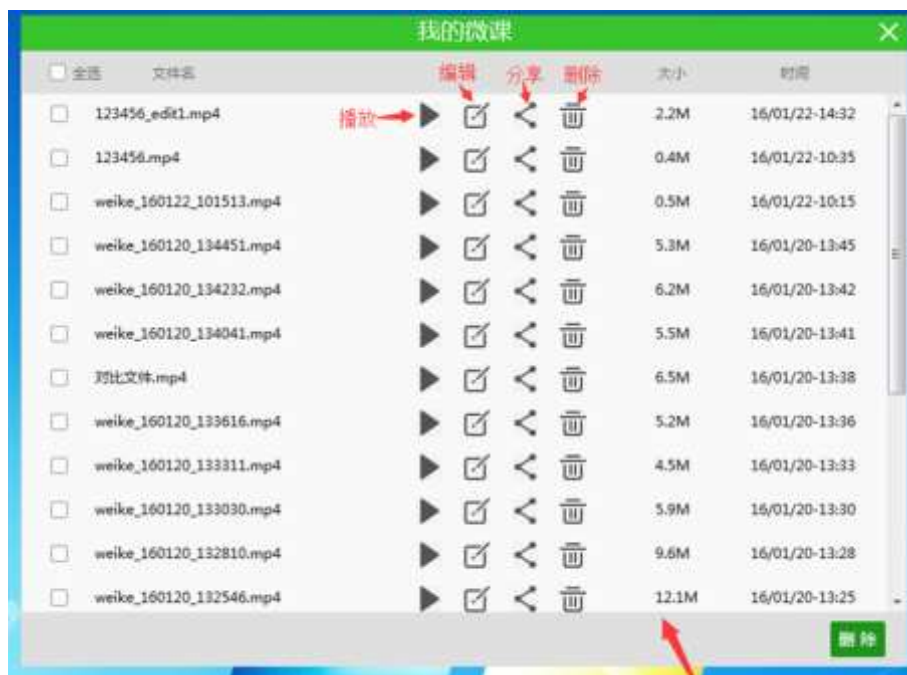 我的微课
全选 文件名 编辑 分享 删除 大小 时间
123456_edit1.mp4 播放 2.2M 16/01/22-14:32
123456.mp4 0.4M 16/01/22-10:35
weike_160122_101513.mp4 0.5M 16/01/22-10:15
weike_160120_134451.mp4 5.3M 16/01/20-13:45
weike_160120_134232.mp4 6.2M 16/01/20-13:42
weike_160120_134041.mp4 5.5M 16/01/20-13:41
对比文件.mp4 6.5M 16/01/20-13:38
weike_160120_133616.mp4 5.2M 16/01/20-13:36
weike_160120_133311.mp4 4.5M 16/01/20-13:33
weike_160120_133030.mp4 5.9M 16/01/20-13:30
weike_160120_132810.mp4 9.6M 16/01/20-13:28
weike_160120_132546.mp4 12.1M 16/01/20-13:25
删 除